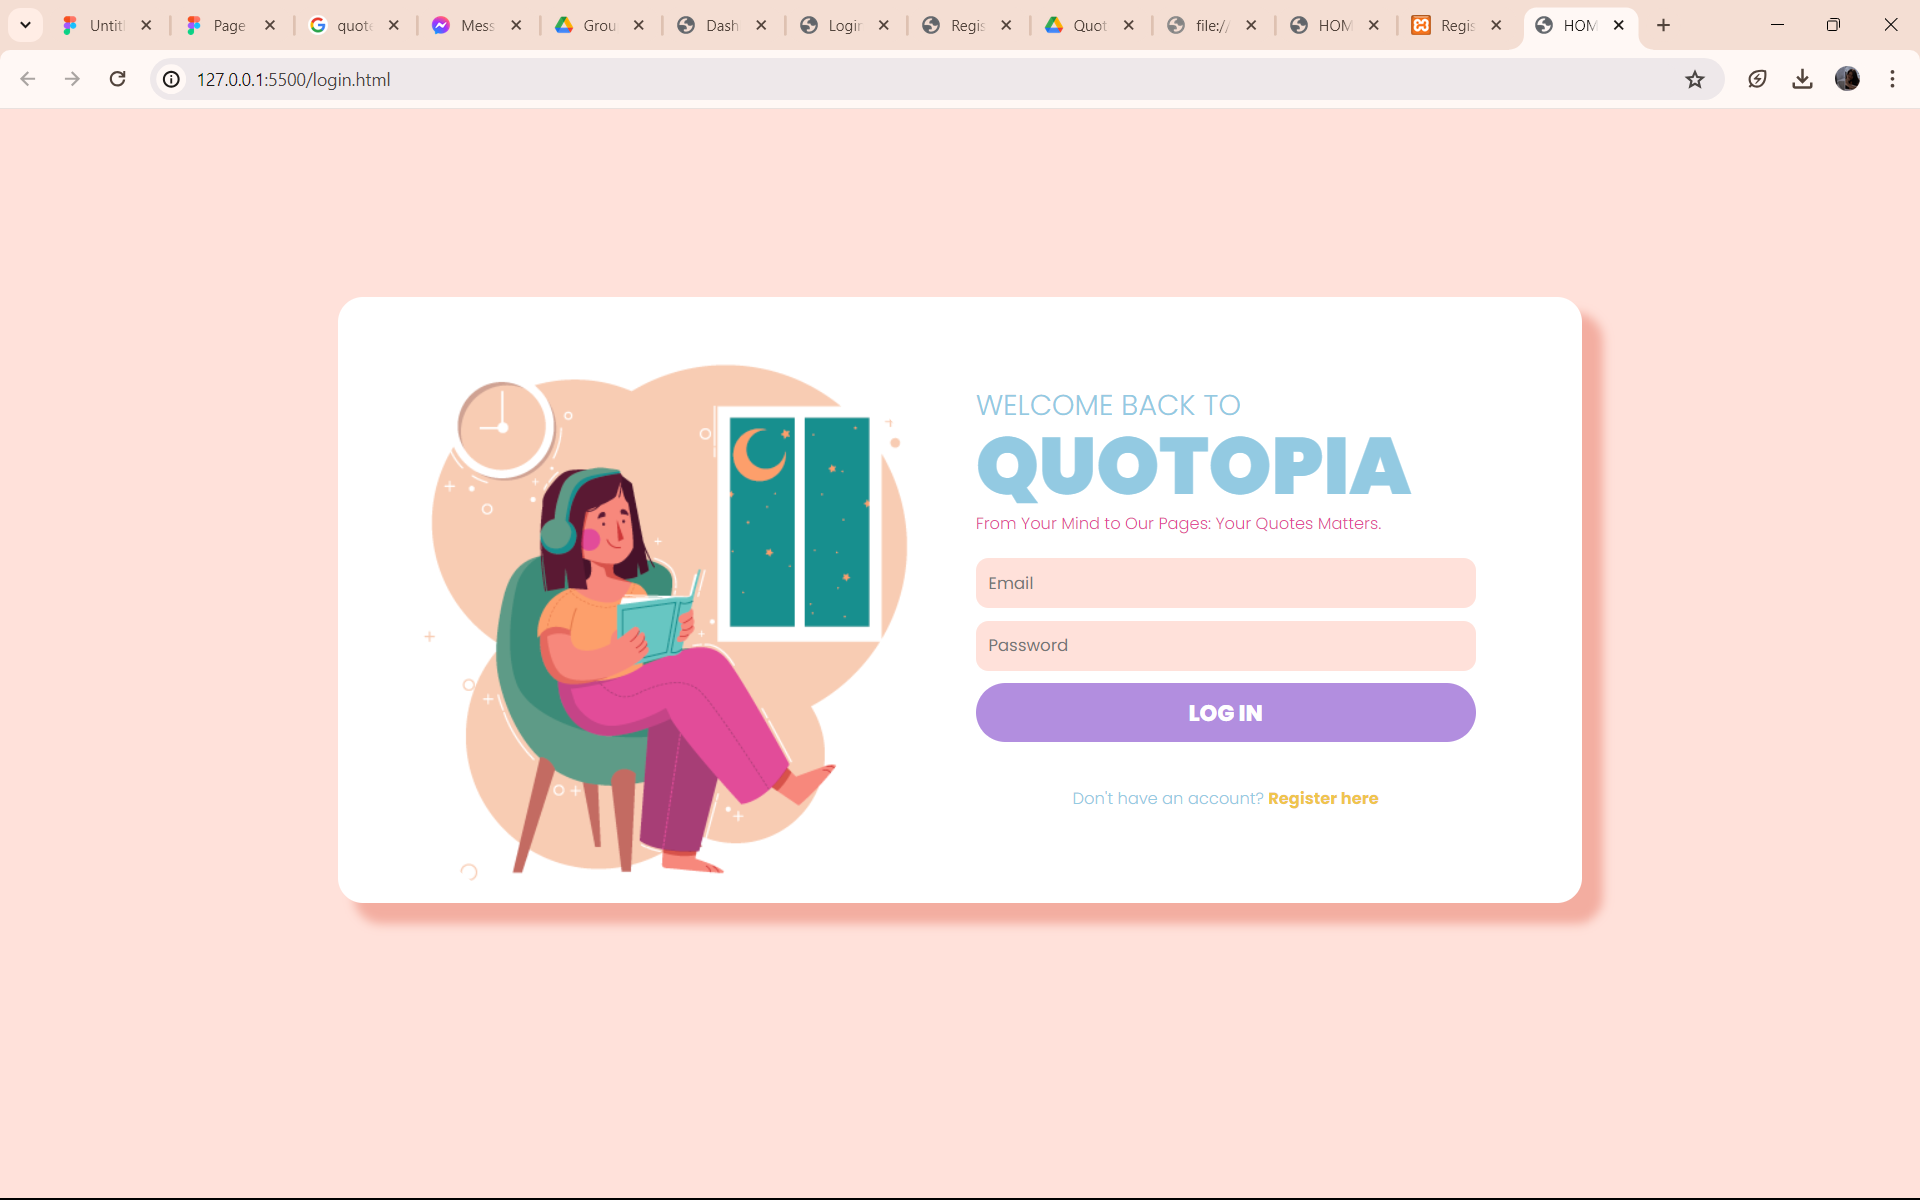 Untit
Page
quote
Mess
Grou
Dash
Login
Regis
Quot
file://
HOM
Regis
HOM
127.0.0.1:5500/login.html
WELCOME BACK TO
QUOTOPIA
From Your Mind to Our Pages: Your Quotes Matters.
Email
Password
LOG IN
Don't have an account? Register here